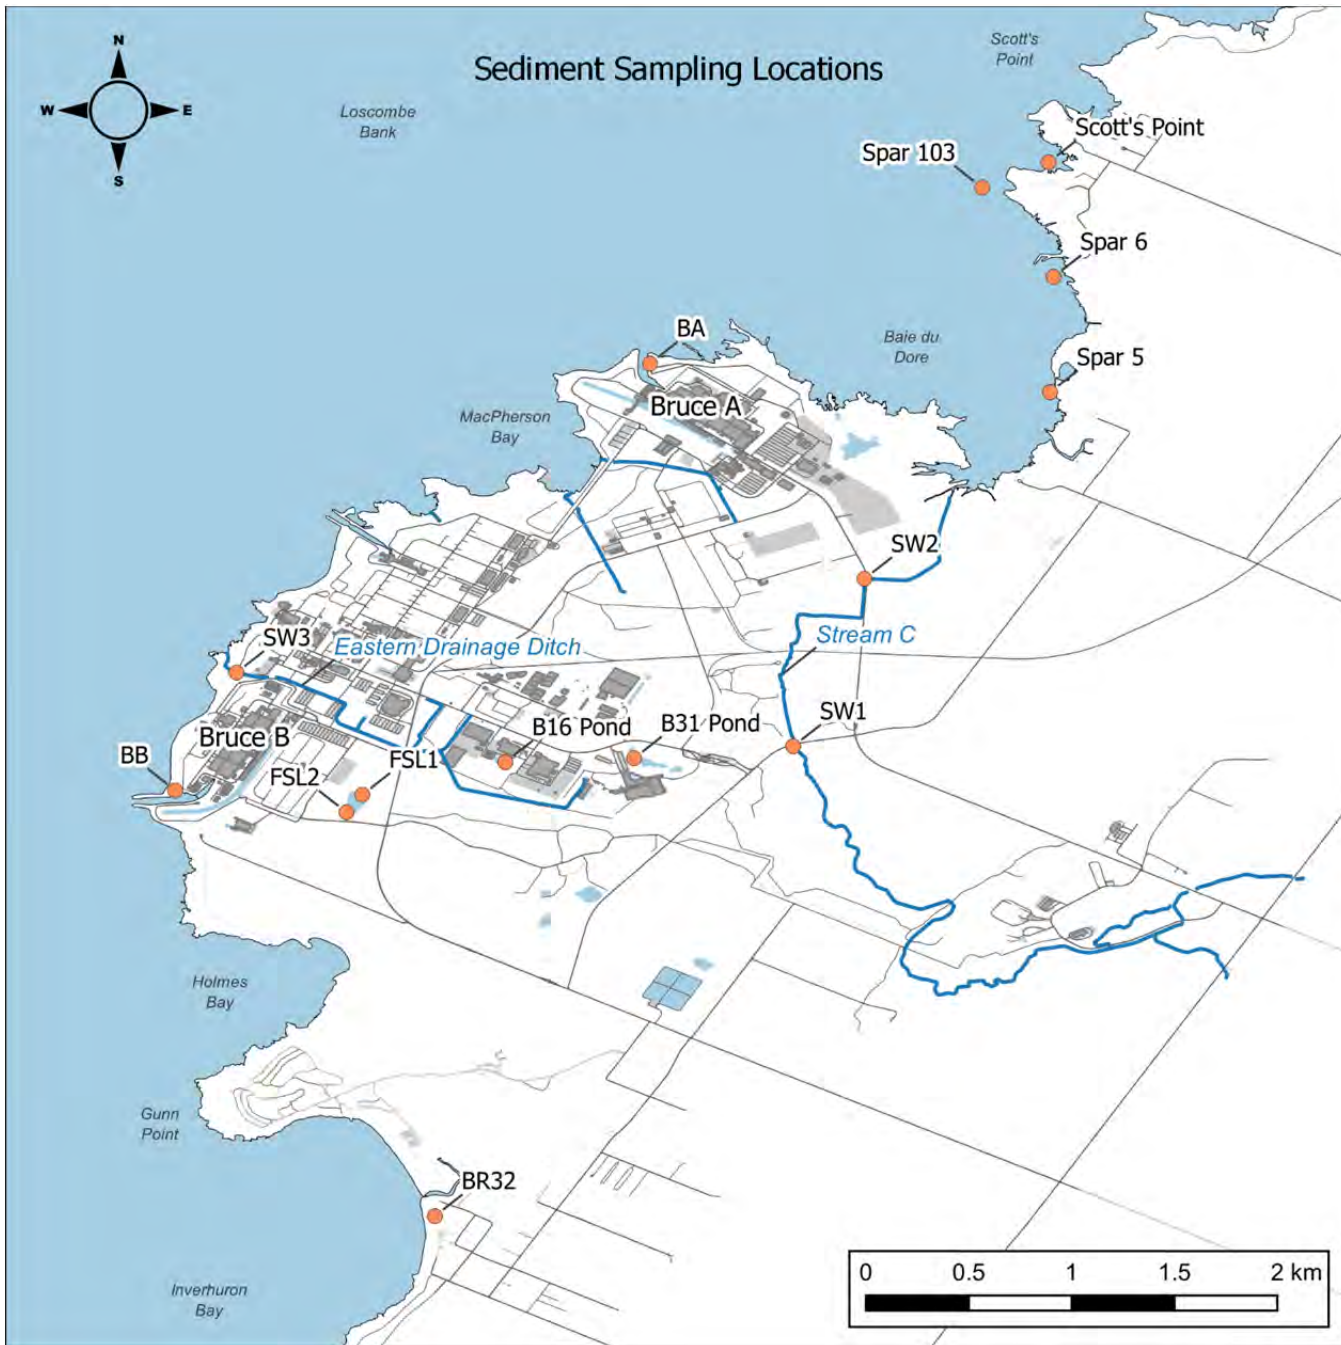 Sediment Sampling Locations
N
W
E
S
Loscombe
Bank
Scott's
Point
Scott's Point
Spar 103
Spar 6
Baie du
Dore
Spar 5
BA
Bruce A
MacPherson
Bay
SW2
SW3
Eastern Drainage Ditch
Stream C
SW1
B16 Pond
B31 Pond
Bruce B
BB
FSL1
FSL2
Holmes
Bay
Gunn
Point
BR32
Inverhuron
Bay
0 0.5 1 1.5 2 km